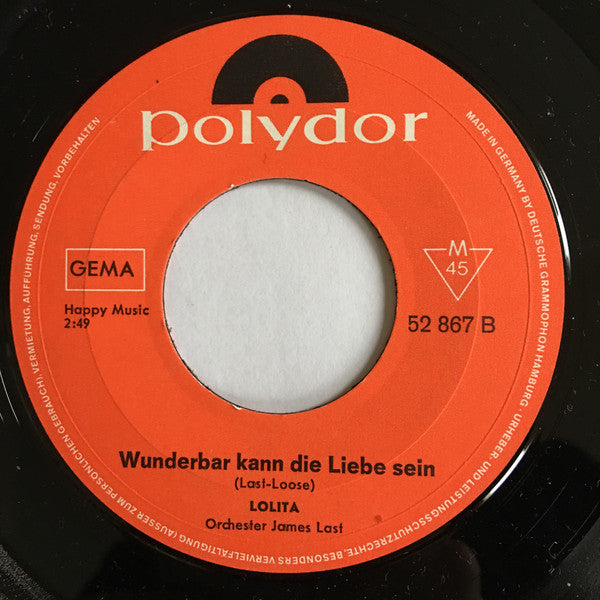 polydor
GEMA
Happy Music
2:49
M
45
52 867 B
Wunderbar kann die Liebe sein
(Last-Loose)
LOLITA
Orchester James Last
MADE IN GERMANY BY DEUTSCHE GRAMMOPHON HAMBURG · URHEBER- UND LEISTUNGSSCHUTZRECHTE, BESONDERS VERVIELFÄLTIGUNG (AUSSER ZUM PERSÖNLICHEN GEBRAUCH), VERMIETUNG, AUFFÜHRUNG, SENDUNG, VORBEHALTEN